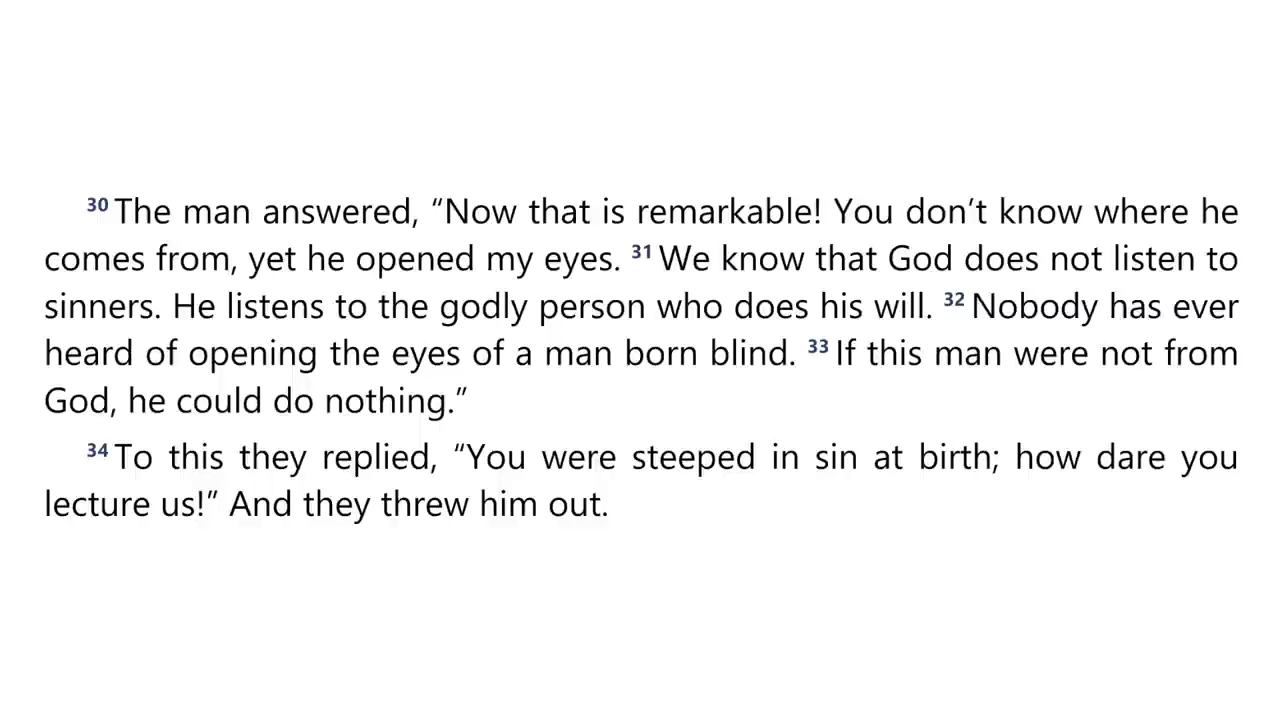 30 The man answered, “Now that is remarkable! You don’t know where he
comes from, yet he opened my eyes. 31 We know that God does not listen to
sinners. He listens to the godly person who does his will. 32 Nobody has ever
heard of opening the eyes of a man born blind. 33 If this man were not from
God, he could do nothing.”
34 To this they replied, “You were steeped in sin at birth; how dare you
lecture us!” And they threw him out.